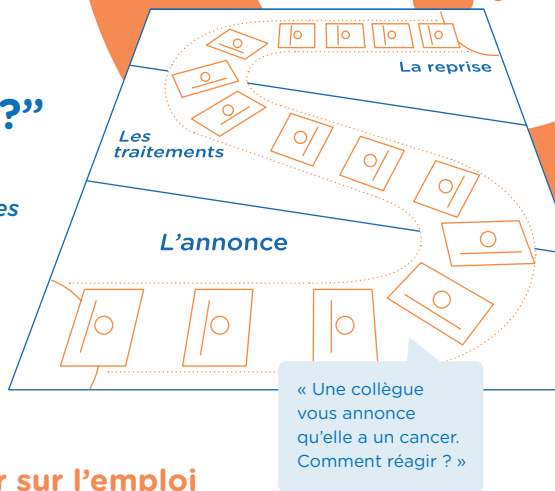 La reprise
?”
Les
traitements
es
L’annonce
« Une collègue
vous annonce
qu’elle a un cancer.
Comment réagir ? »
r sur l’emploi